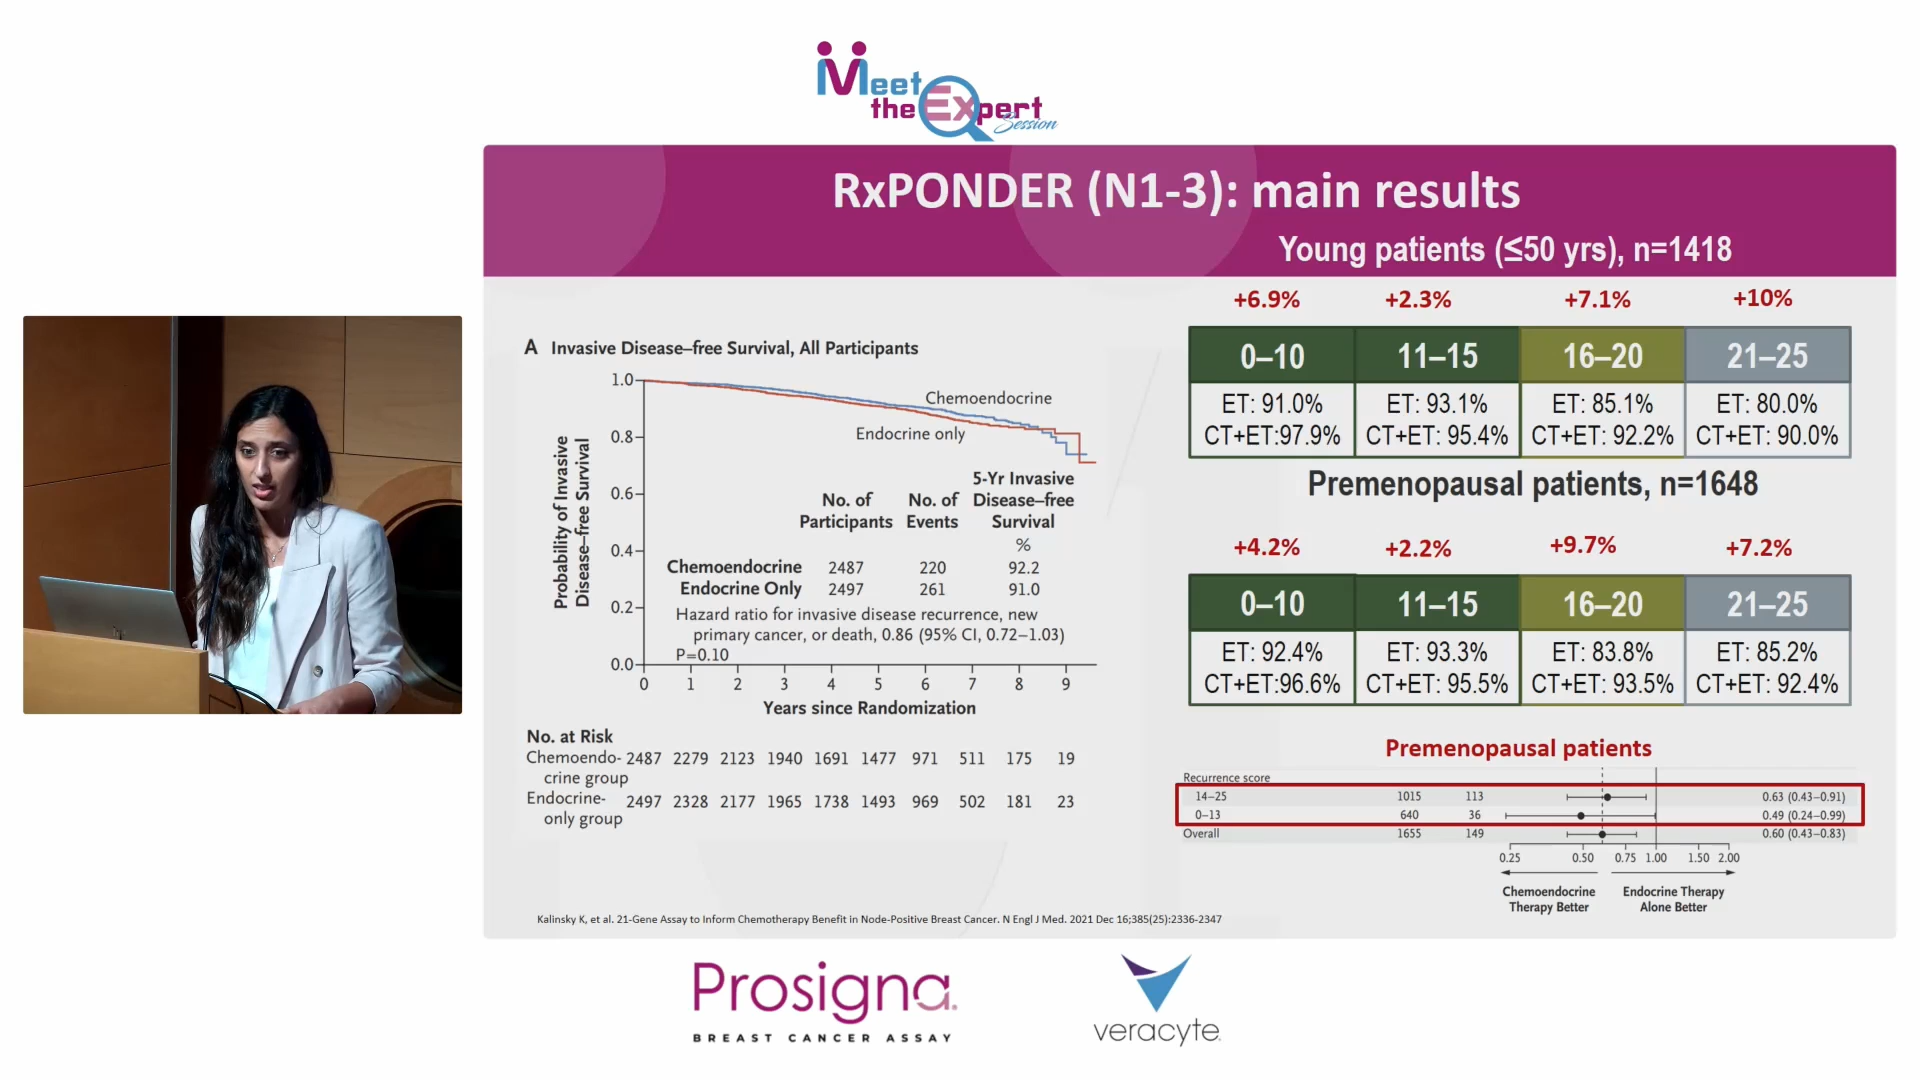 Meet
the Expert
Session
RxPONDER (N1-3): main results
Young patients (≤50 yrs), n=1418
+6.9% +2.3% +7.1% +10%
0–10 11–15 16–20 21–25
ET: 91.0% ET: 93.1% ET: 85.1% ET: 80.0%
CT+ET:97.9% CT+ET: 95.4% CT+ET: 92.2% CT+ET: 90.0%
Premenopausal patients, n=1648
+4.2% +2.2% +9.7% +7.2%
0–10 11–15 16–20 21–25
ET: 92.4% ET: 93.3% ET: 83.8% ET: 85.2%
CT+ET:96.6% CT+ET: 95.5% CT+ET: 93.5% CT+ET: 92.4%
A Invasive Disease–free Survival, All Participants
Probability of Invasive
Disease–free Survival
1.0
0.8
0.6
0.4
0.2
0.0
Chemoendocrine
Endocrine only
5-Yr Invasive
No. of No. of Disease–free
Participants Events Survival
%
Chemoendocrine 2487 220 92.2
Endocrine Only 2497 261 91.0
Hazard ratio for invasive disease recurrence, new
primary cancer, or death, 0.86 (95% CI, 0.72–1.03)
P=0.10
0 1 2 3 4 5 6 7 8 9
Years since Randomization
No. at Risk
Chemoendo- 2487 2279 2123 1940 1691 1477 971 511 175 19
crine group
Endocrine- 2497 2328 2177 1965 1738 1493 969 502 181 23
only group
Premenopausal patients
Recurrence score
14–25 1015 113 0.63 (0.43–0.91)
0–13 640 36 0.49 (0.24–0.99)
Overall 1655 149 0.60 (0.43–0.83)
0.25 0.50 0.75 1.00 1.50 2.00
Chemoendocrine Endocrine Therapy
Therapy Better Alone Better
Kalinsky K, et al. 21-Gene Assay to Inform Chemotherapy Benefit in Node-Positive Breast Cancer. N Engl J Med. 2021 Dec 16;385(25):2336-2347
Prosigna.
BREAST CANCER ASSAY
veracyte.